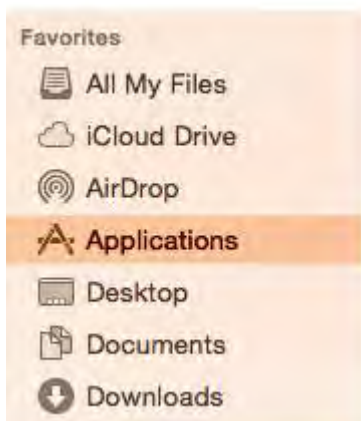 Favorites
All My Files
iCloud Drive
AirDrop
Applications
Desktop
Documents
Downloads